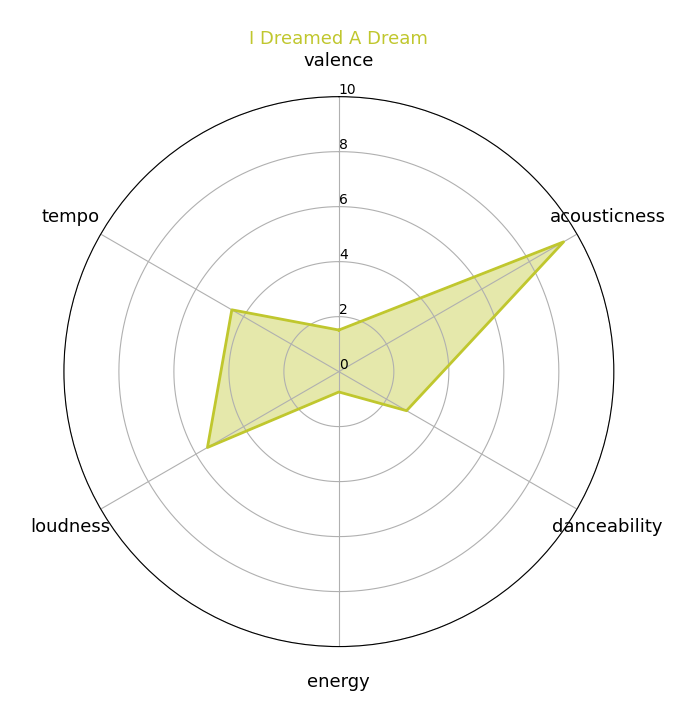 I Dreamed A Dream
valence
10
8
6
4
2
0
tempo
acousticness
loudness
danceability
energy